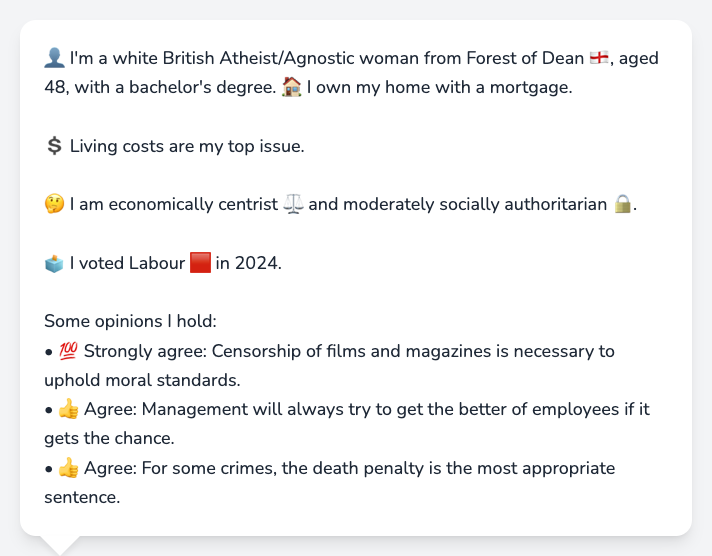 👤 I'm a white British Atheist/Agnostic woman from Forest of Dean 🏴󠁧󠁢󠁥󠁮󠁧󠁿, aged
48, with a bachelor's degree. 🏠 I own my home with a mortgage.
💲 Living costs are my top issue.
🤔 I am economically centrist ⚖️ and moderately socially authoritarian 🔒.
🗳️ I voted Labour 🟥 in 2024.
Some opinions I hold:
• 💯 Strongly agree: Censorship of films and magazines is necessary to
uphold moral standards.
• 👍 Agree: Management will always try to get the better of employees if it
gets the chance.
• 👍 Agree: For some crimes, the death penalty is the most appropriate
sentence.